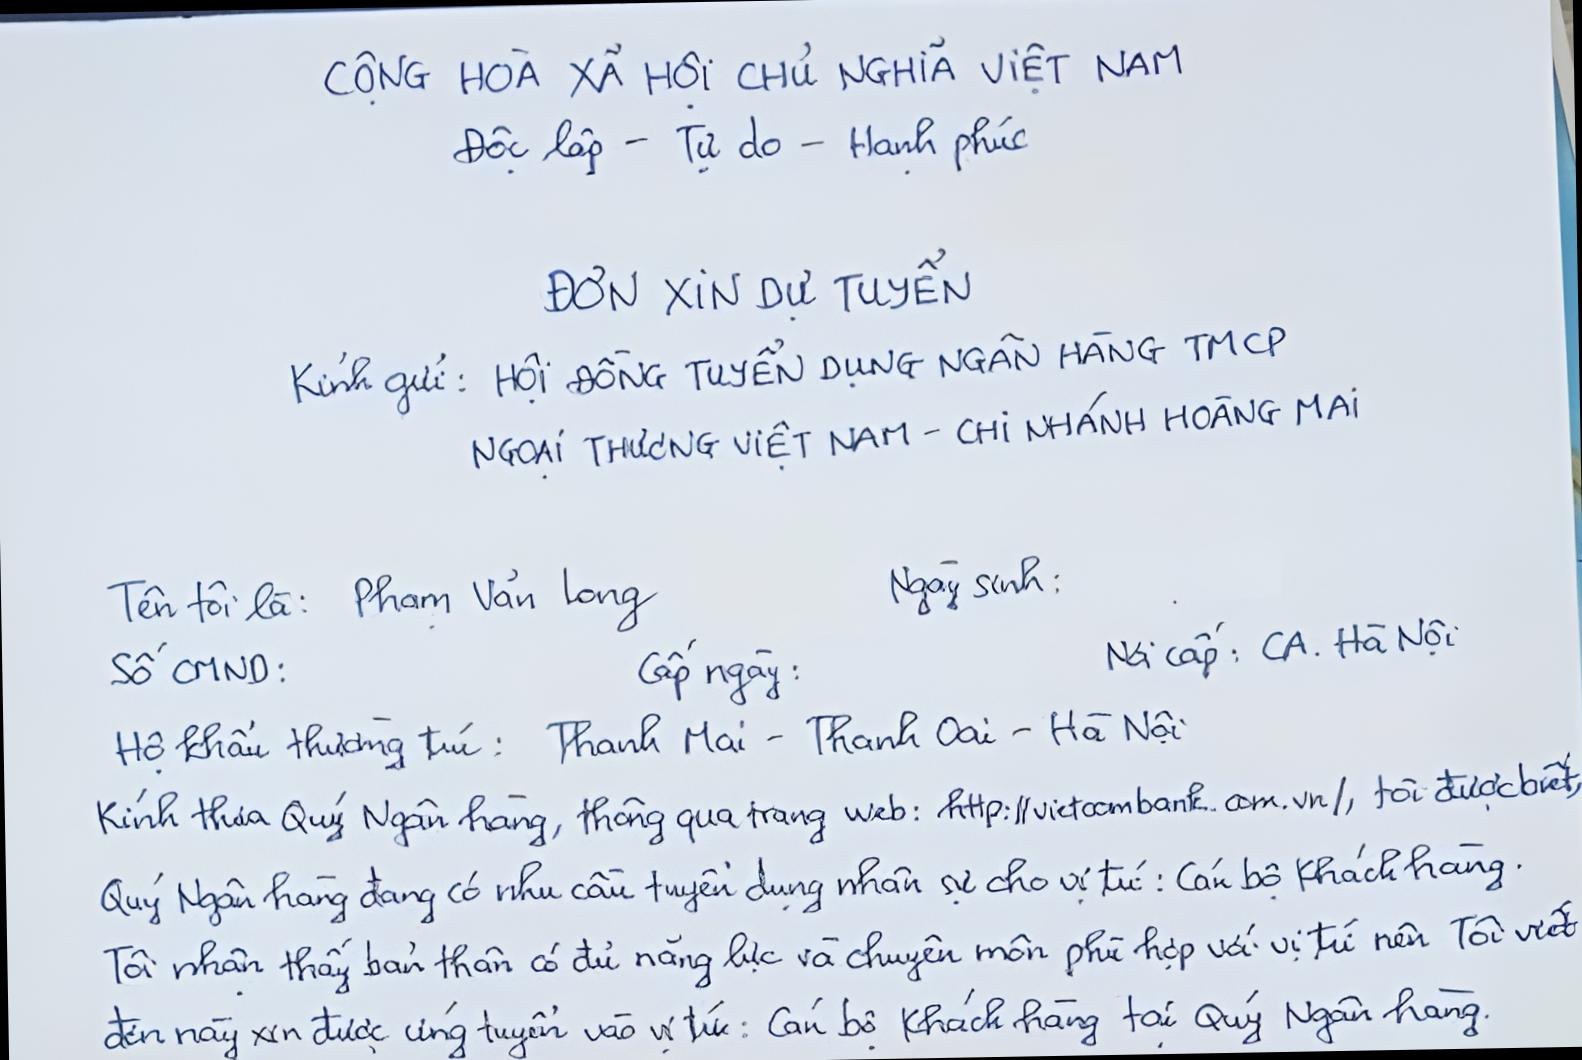 CỘNG HOÀ XÃ HỘI CHỦ NGHĨA VIỆT NAM
Độc lập - Tự do - Hạnh phúc
ĐƠN XIN DỰ TUYỂN
Kính gửi: HỘI ĐỒNG TUYỂN DỤNG NGÂN HÀNG TMCP
NGOẠI THƯƠNG VIỆT NAM - CHI NHÁNH HOÀNG MAI
Tên tôi là: Phạm Văn Long Ngày sinh:
Số CMND: Cấp ngày: Nơi cấp: CA. Hà Nội
Hộ khẩu thường trú: Thanh Mai - Thanh Oai - Hà Nội
Kính thưa Quý Ngân hàng, thông qua trang web: http://vietcombank.com.vn/, tôi được biết,
Quý Ngân hàng đang có nhu cầu tuyển dụng nhân sự cho vị trí: Cán bộ Khách hàng.
Tôi nhận thấy bản thân có đủ năng lực và chuyên môn phù hợp với vị trí nên Tôi viết
đơn này xin được ứng tuyển vào vị trí: Cán bộ Khách hàng tại Quý Ngân hàng.